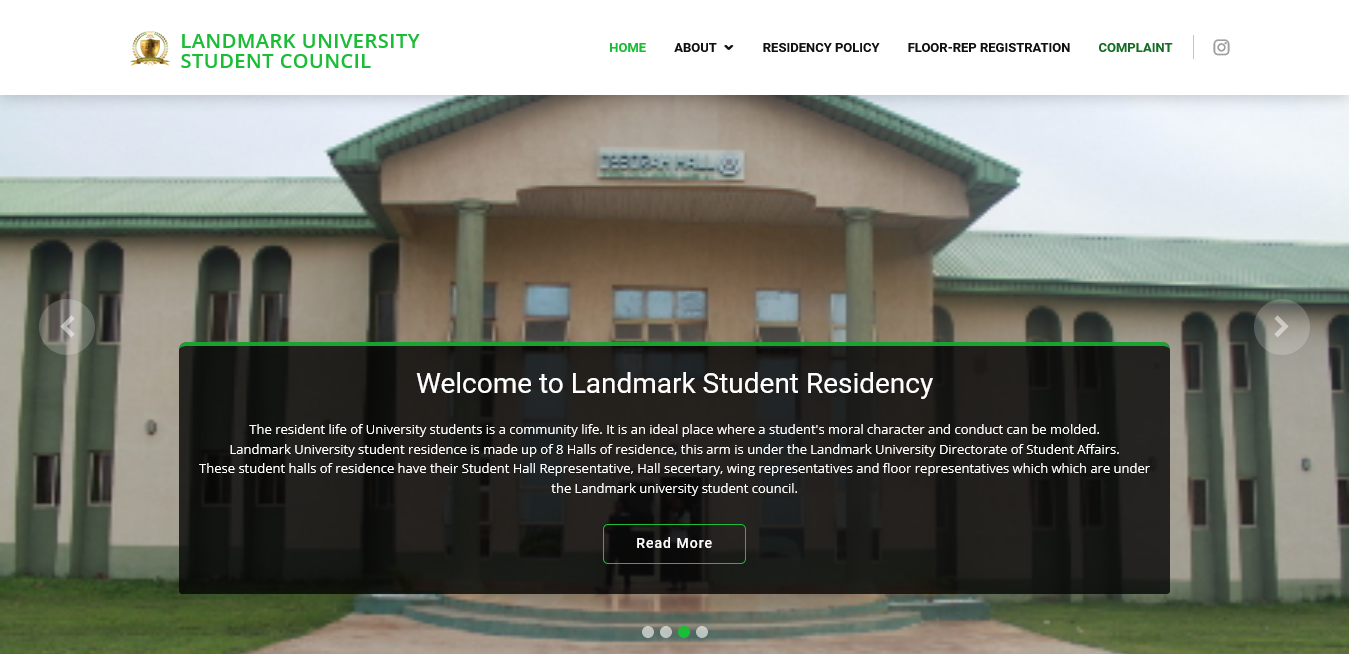 LANDMARK UNIVERSITY
STUDENT COUNCIL
HOME ABOUT RESIDENCY POLICY FLOOR-REP REGISTRATION COMPLAINT
DEBORAH HALL
Welcome to Landmark Student Residency
The resident life of University students is a community life. It is an ideal place where a student's moral character and conduct can be molded.
Landmark University student residence is made up of 8 Halls of residence, this arm is under the Landmark University Directorate of Student Affairs.
These student halls of residence have their Student Hall Representative, Hall secertary, wing representatives and floor representatives which which are under
the Landmark university student council.
Read More